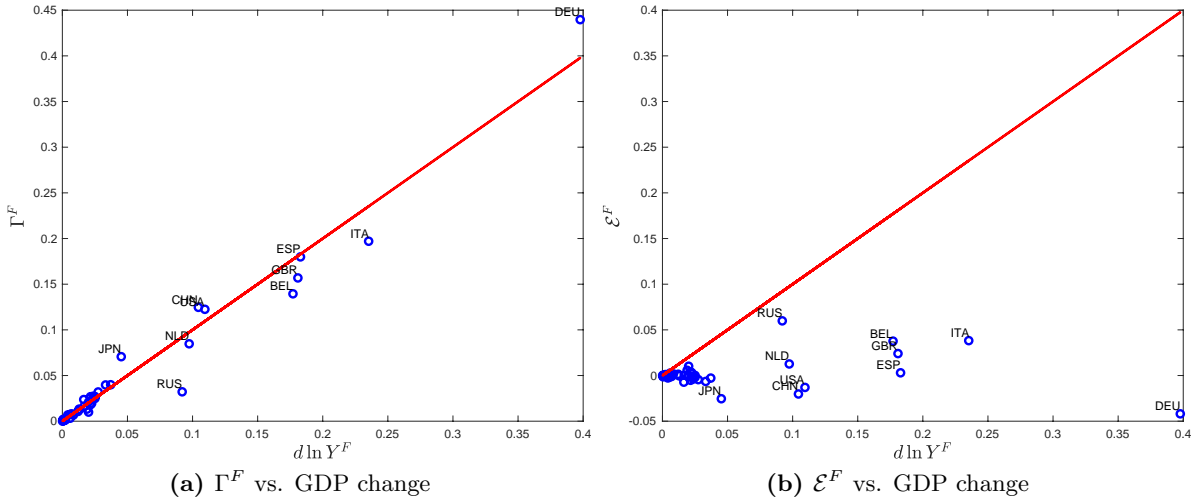 0.45
0.4
0.35
0.3
0.25
0.2
0.15
0.1
0.05
0
Γ^F
DEU
ITA
ESP
GBR
BEL
CHN
USA
NLD
JPN
RUS
0 0.05 0.1 0.15 0.2 0.25 0.3 0.35 0.4
d ln Y^F
(a) Γ^F vs. GDP change
0.4
0.35
0.3
0.25
0.2
0.15
0.1
0.05
0
-0.05
ℰ^F
RUS
BEL
ITA
GBR
NLD
ESP
USA
CHN
JPN
DEU
0 0.05 0.1 0.15 0.2 0.25 0.3 0.35 0.4
d ln Y^F
(b) ℰ^F vs. GDP change